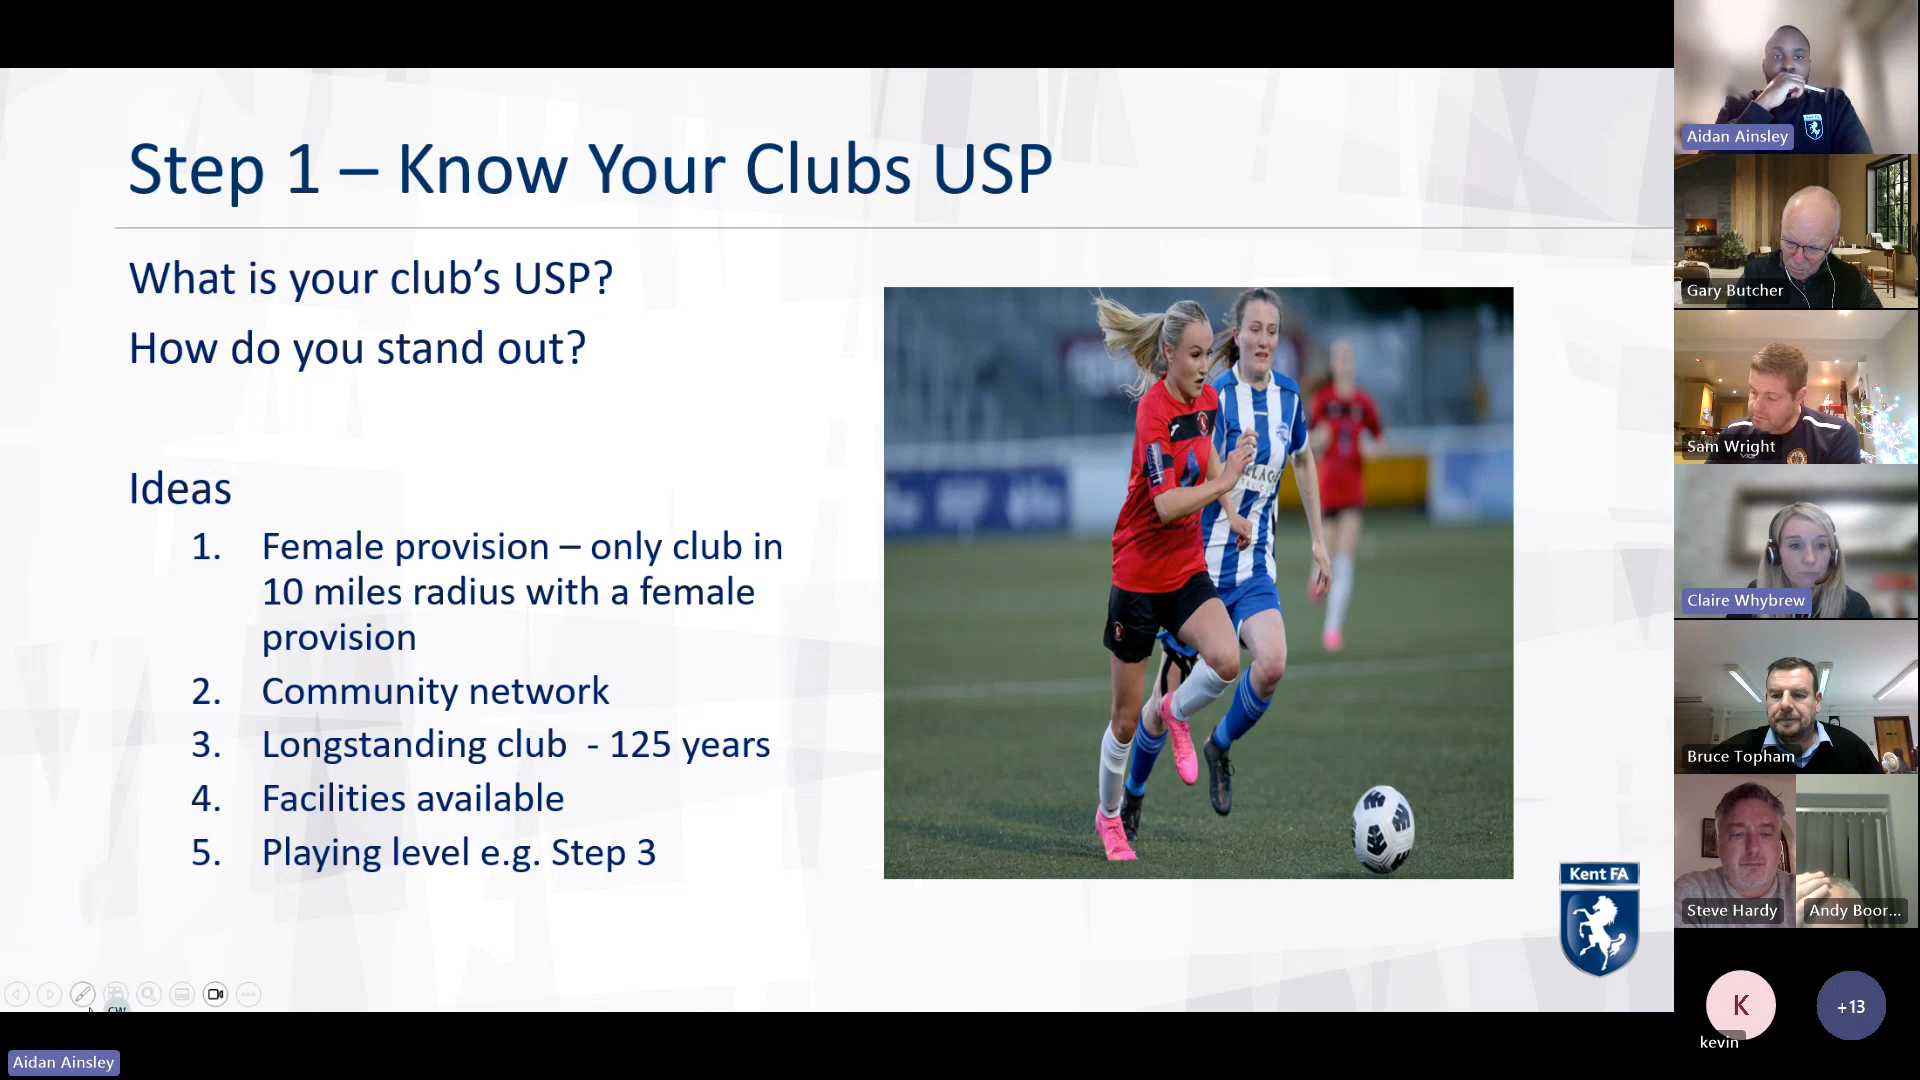 Step 1 – Know Your Clubs USP
What is your club’s USP?
How do you stand out?
Ideas
1. Female provision – only club in
10 miles radius with a female
provision
2. Community network
3. Longstanding club - 125 years
4. Facilities available
5. Playing level e.g. Step 3
Kent FA
CW
Aidan Ainsley
Aidan Ainsley
Gary Butcher
Sam Wright
Claire Whybrew
Bruce Topham
Steve Hardy
Andy Boor...
K
kevin
+13